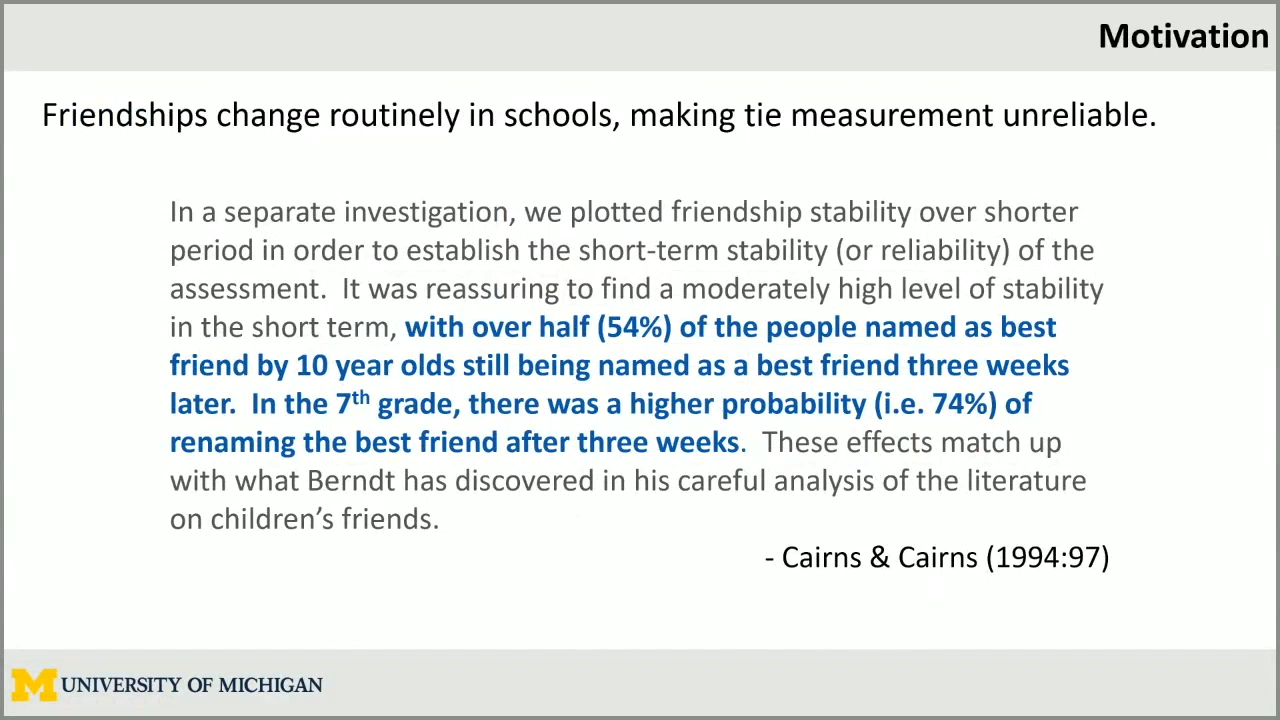 Motivation
Friendships change routinely in schools, making tie measurement unreliable.
In a separate investigation, we plotted friendship stability over shorter
period in order to establish the short-term stability (or reliability) of the
assessment.  It was reassuring to find a moderately high level of stability
in the short term, with over half (54%) of the people named as best
friend by 10 year olds still being named as a best friend three weeks
later.  In the 7th grade, there was a higher probability (i.e. 74%) of
renaming the best friend after three weeks.  These effects match up
with what Berndt has discovered in his careful analysis of the literature
on children’s friends.
- Cairns & Cairns (1994:97)
M UNIVERSITY OF MICHIGAN